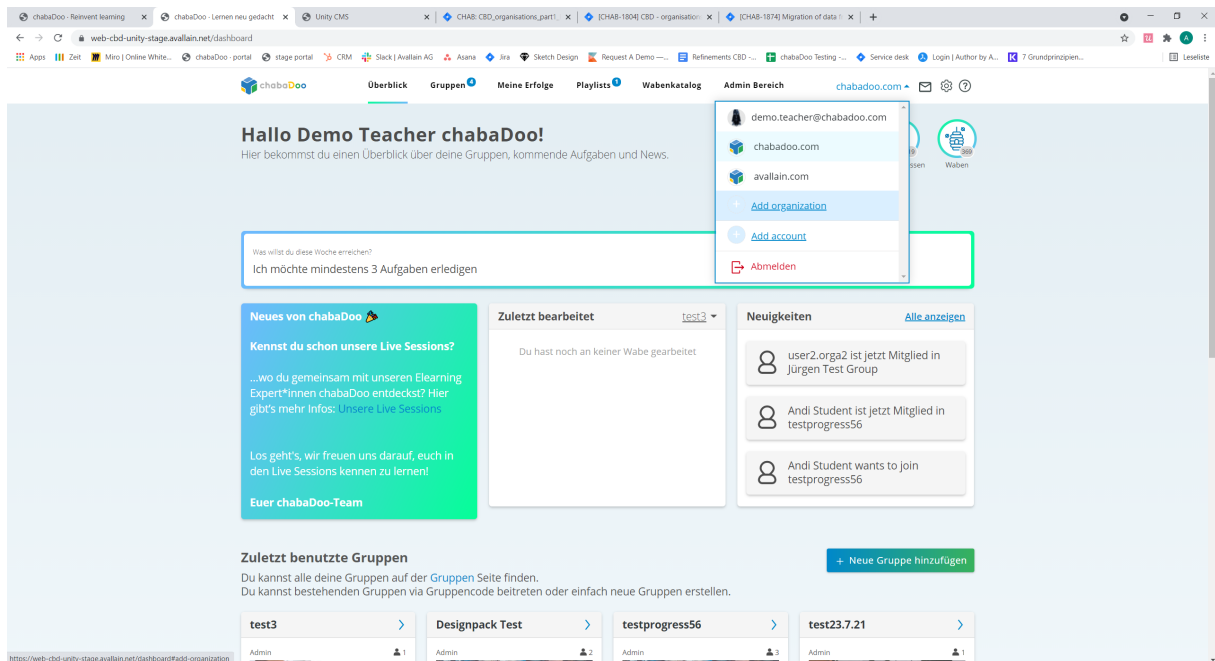 chabaDoo - Reinvent learning
chabaDoo - Lernen neu gedacht
Unity CMS
CHAB: CBD_organisations_part1_
[CHAB-1804] CBD - organisation
[CHAB-1874] Migration of data
web-cbd-unity-stage.avallain.net/dashboard
Apps
Zeit
Miro | Online White...
chabaDoo - portal
stage portal
CRM
Slack | Avallain AG
Asana
Jira
Sketch Design
Request A Demo —...
Refinements CBD -...
chabaDoo Testing -...
Service desk
Login | Author by A...
7 Grundprinzipien...
Leseliste
chabaDoo
Überblick
Gruppen 4
Meine Erfolge
Playlists 1
Wabenkatalog
Admin Bereich
chabadoo.com
demo.teacher@chabadoo.com
chabadoo.com
avallain.com
Add organization
Add account
Abmelden
Hallo Demo Teacher chabaDoo!
Hier bekommst du einen Überblick über deine Gruppen, kommende Aufgaben und News.
369
ssen
Waben
Was willst du diese Woche erreichen?
Ich möchte mindestens 3 Aufgaben erledigen
Neues von chabaDoo
Kennst du schon unsere Live Sessions?
...wo du gemeinsam mit unseren Elearning
Expert*innen chabaDoo entdeckst? Hier
gibt's mehr Infos: Unsere Live Sessions
Los geht's, wir freuen uns darauf, euch in
den Live Sessions kennen zu lernen!
Euer chabaDoo-Team
Zuletzt bearbeitet
test3
Du hast noch an keiner Wabe gearbeitet
Neuigkeiten
Alle anzeigen
user2.orga2 ist jetzt Mitglied in
Jürgen Test Group
Andi Student ist jetzt Mitglied in
testprogress56
Andi Student wants to join
testprogress56
Zuletzt benutzte Gruppen
Du kannst alle deine Gruppen auf der Gruppen Seite finden.
Du kannst bestehenden Gruppen via Gruppencode beitreten oder einfach neue Gruppen erstellen.
+ Neue Gruppe hinzufügen
test3
Admin
1
Designpack Test
Admin
2
testprogress56
Admin
3
test23.7.21
Admin
1
https://web-cbd-unity-stage.avallain.net/dashboard#add-organization